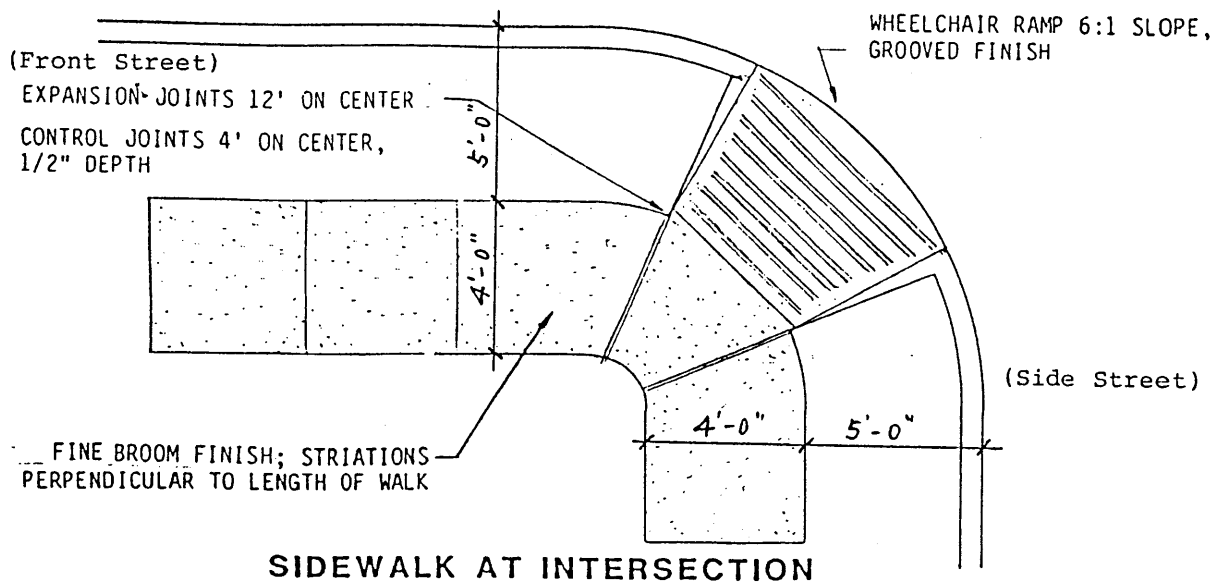 WHEELCHAIR RAMP 6:1 SLOPE,
GROOVED FINISH
(Front Street)
EXPANSION JOINTS 12' ON CENTER
CONTROL JOINTS 4' ON CENTER,
1/2" DEPTH
5'-0"
4'-0"
(Side Street)
4'-0"
5'-0"
FINE BROOM FINISH; STRIATIONS
PERPENDICULAR TO LENGTH OF WALK
SIDEWALK AT INTERSECTION